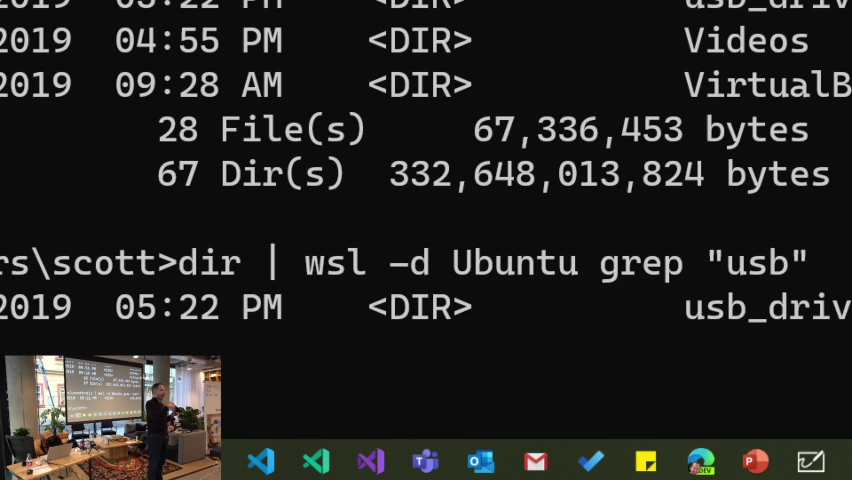 2019 03:22 PM <DIR> usb_driv
2019 04:55 PM <DIR> Videos
2019 09:28 AM <DIR> VirtualB
28 File(s) 67,336,453 bytes
67 Dir(s) 332,648,013,824 bytes
rs\scott>dir | wsl -d Ubuntu grep "usb"
2019 05:22 PM <DIR> usb_driv
DEV